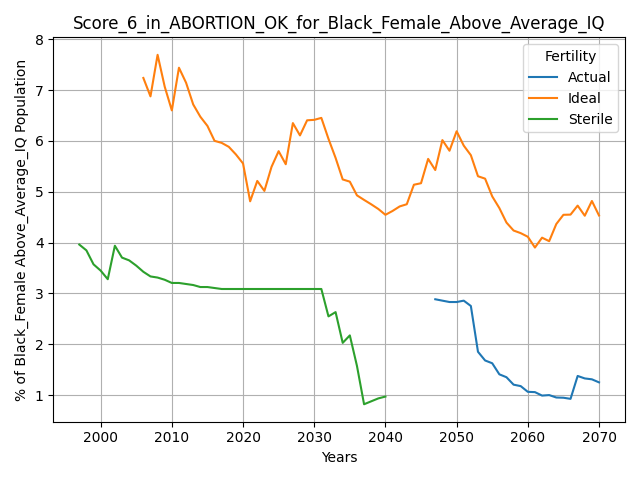 Score_6_in_ABORTION_OK_for_Black_Female_Above_Average_IQ
% of Black_Female Above_Average_IQ Population
8
7
6
5
4
3
2
1
Fertility
Actual
Ideal
Sterile
2000 2010 2020 2030 2040 2050 2060 2070
Years